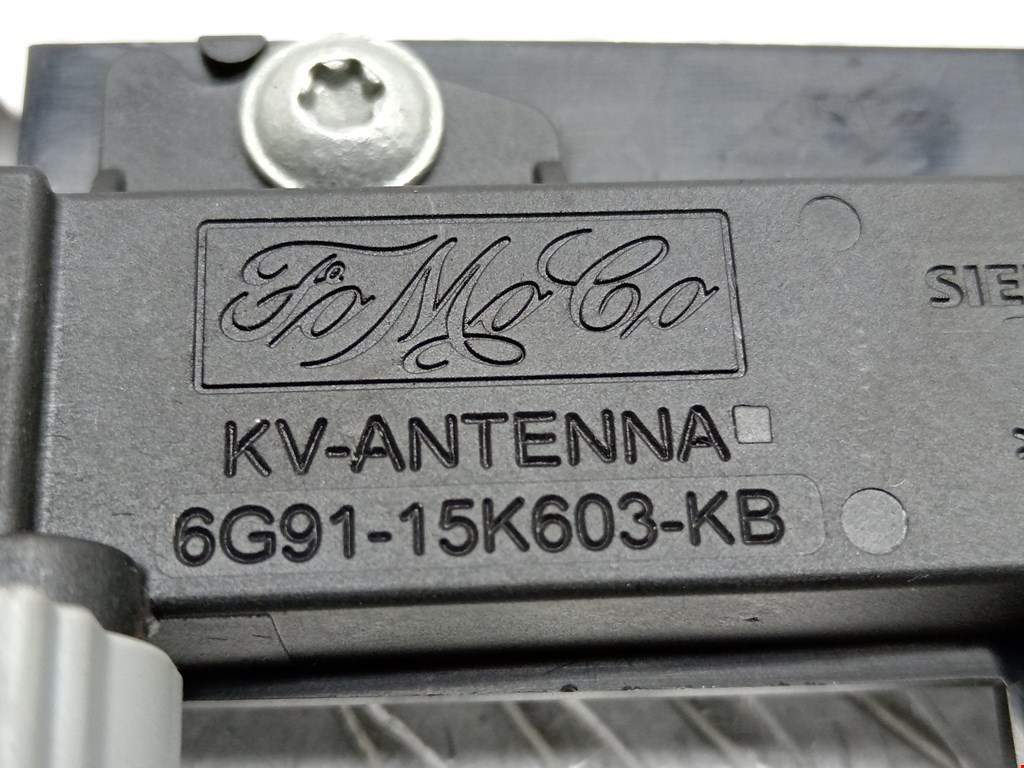 FoMoCo
KV-ANTENNA
6G91-15K603-KB